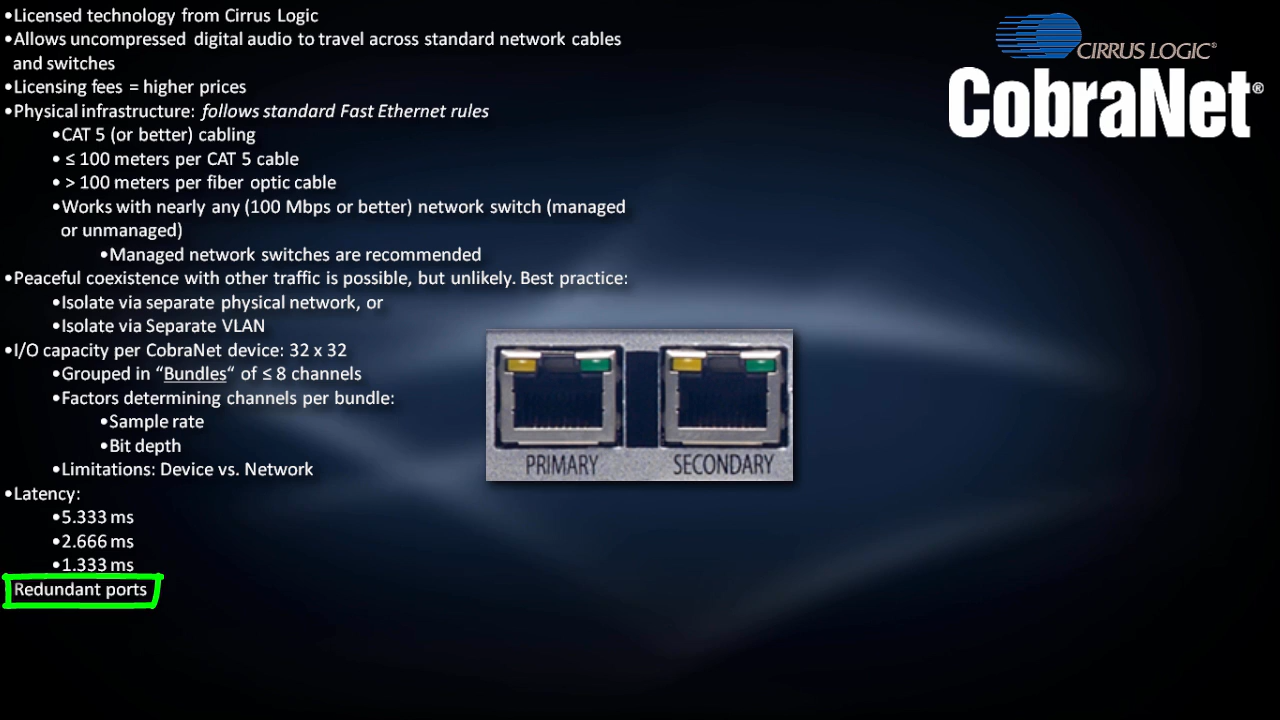 •Licensed technology from Cirrus Logic
•Allows uncompressed digital audio to travel across standard network cables
and switches
•Licensing fees = higher prices
•Physical infrastructure: follows standard Fast Ethernet rules
•CAT 5 (or better) cabling
•≤ 100 meters per CAT 5 cable
•> 100 meters per fiber optic cable
•Works with nearly any (100 Mbps or better) network switch (managed
or unmanaged)
•Managed network switches are recommended
•Peaceful coexistence with other traffic is possible, but unlikely. Best practice:
•Isolate via separate physical network, or
•Isolate via Separate VLAN
•I/O capacity per CobraNet device: 32 x 32
•Grouped in “Bundles“ of ≤ 8 channels
•Factors determining channels per bundle:
•Sample rate
•Bit depth
•Limitations: Device vs. Network
•Latency:
•5.333 ms
•2.666 ms
•1.333 ms
Redundant ports
CIRRUS LOGIC®
CobraNet®
PRIMARY
SECONDARY